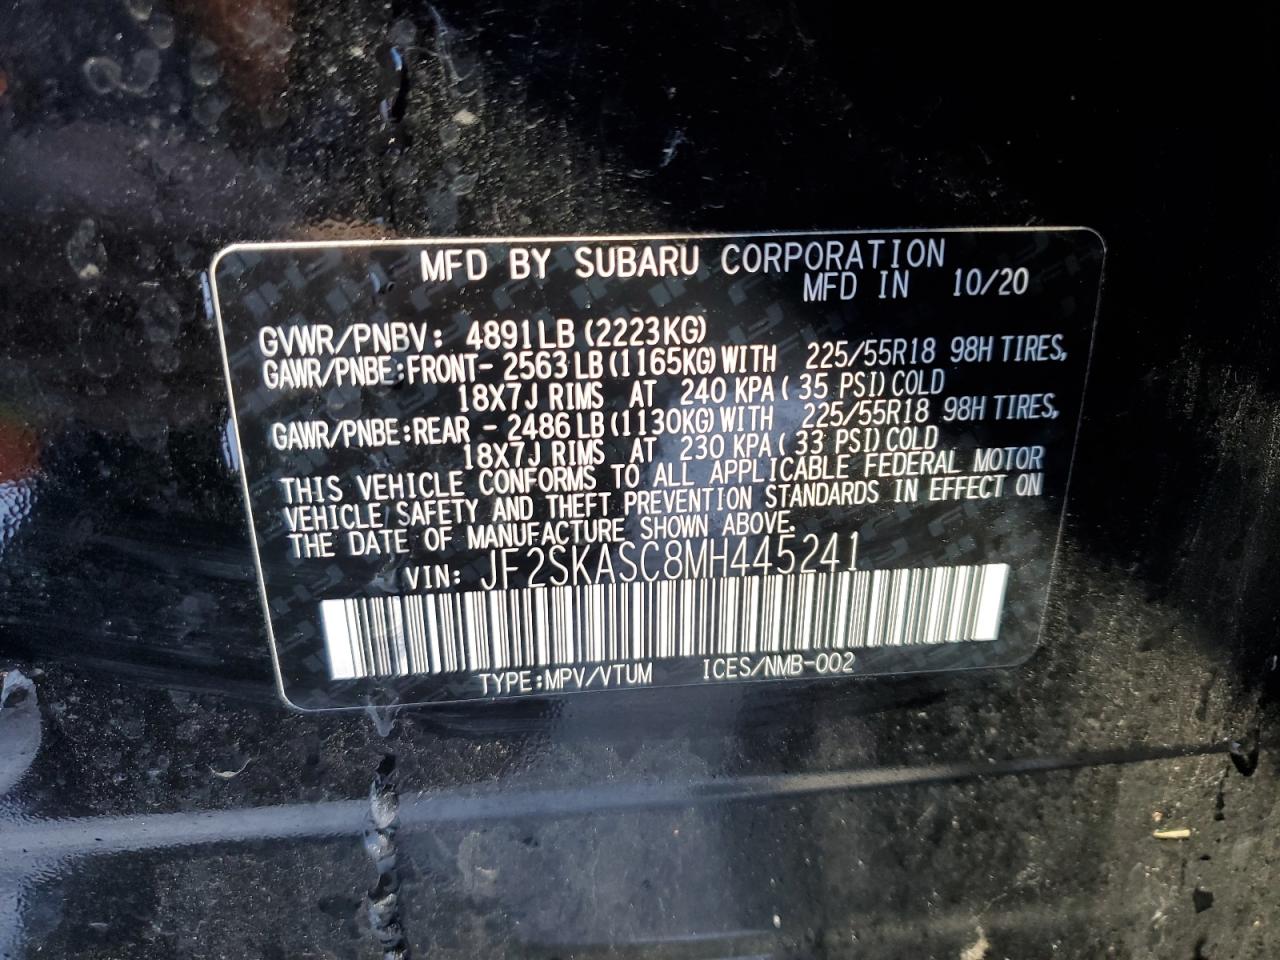 MFD BY SUBARU CORPORATION
MFD IN 10/20
GVWR/PNBV: 4891LB (2223KG)
GAWR/PNBE:FRONT- 2563LB (1165KG) WITH 225/55R18 98H TIRES,
18X7J RIMS AT 240 KPA ( 35 PSI) COLD
GAWR/PNBE:REAR - 2486LB (1130KG) WITH 225/55R18 98H TIRES,
18X7J RIMS AT 230 KPA ( 33 PSI) COLD
THIS VEHICLE CONFORMS TO ALL APPLICABLE FEDERAL MOTOR
VEHICLE SAFETY AND THEFT PREVENTION STANDARDS IN EFFECT ON
THE DATE OF MANUFACTURE SHOWN ABOVE.
VIN: JF2SKASC8MH445241
TYPE:MPV/VTUM ICES/NMB-002